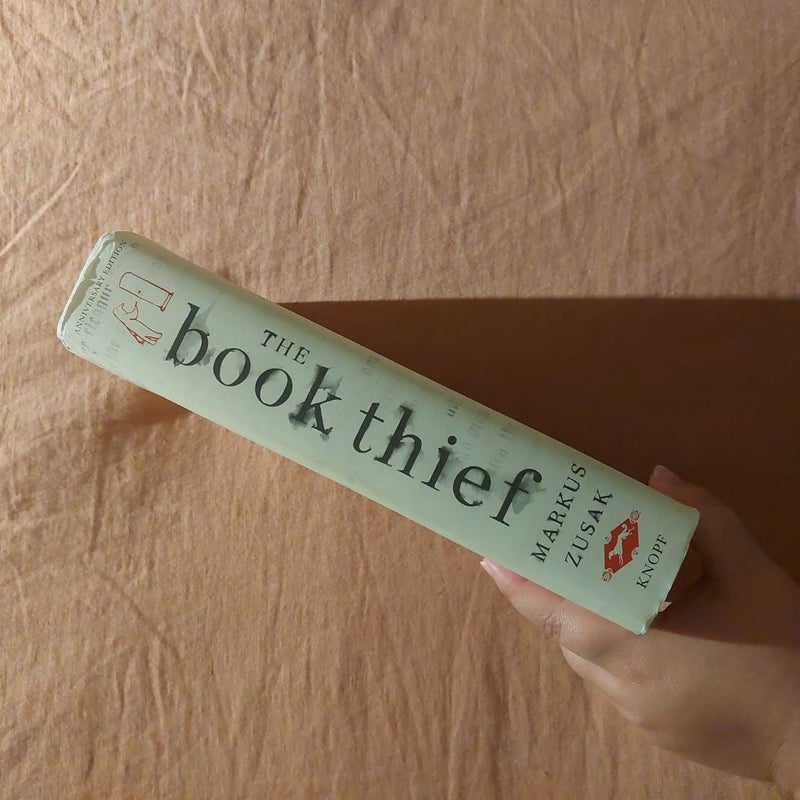 ANNIVERSARY EDITION
THE
book thief
MARKUS
ZUSAK
KNOPF